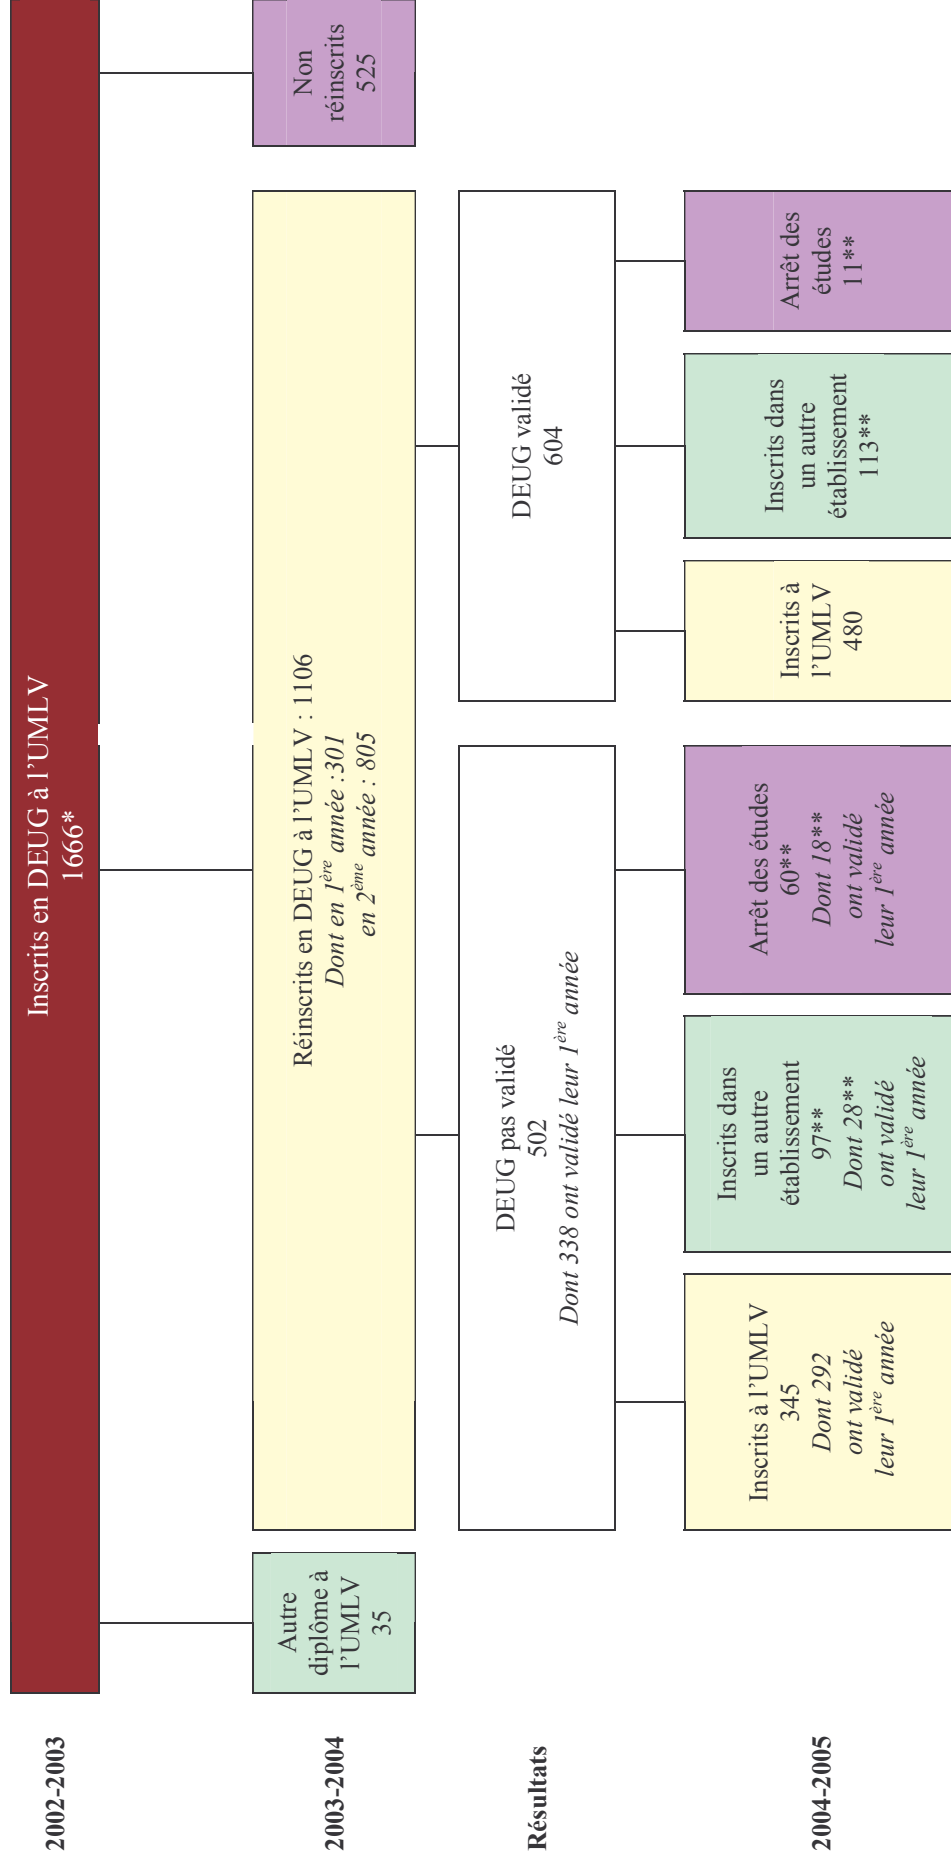 2002-2003
Inscrits en DEUG à l'UMLV
1666*
2003-2004
Autre
diplôme à
l'UMLV
35
Réinscrits en DEUG à l'UMLV : 1106
Dont en 1ère année :301
en 2ème année : 805
Non
réinscrits
525
Résultats
DEUG pas validé
502
Dont 338 ont validé leur 1ère année
DEUG validé
604
2004-2005
Inscrits à l'UMLV
345
Dont 292
ont validé
leur 1ère année
Inscrits dans
un autre
établissement
97**
Dont 28**
ont validé
leur 1ère année
Arrêt des études
60**
Dont 18**
ont validé
leur 1ère année
Inscrits à
l'UMLV
480
Inscrits dans
un autre
établissement
113**
Arrêt des
études
11**